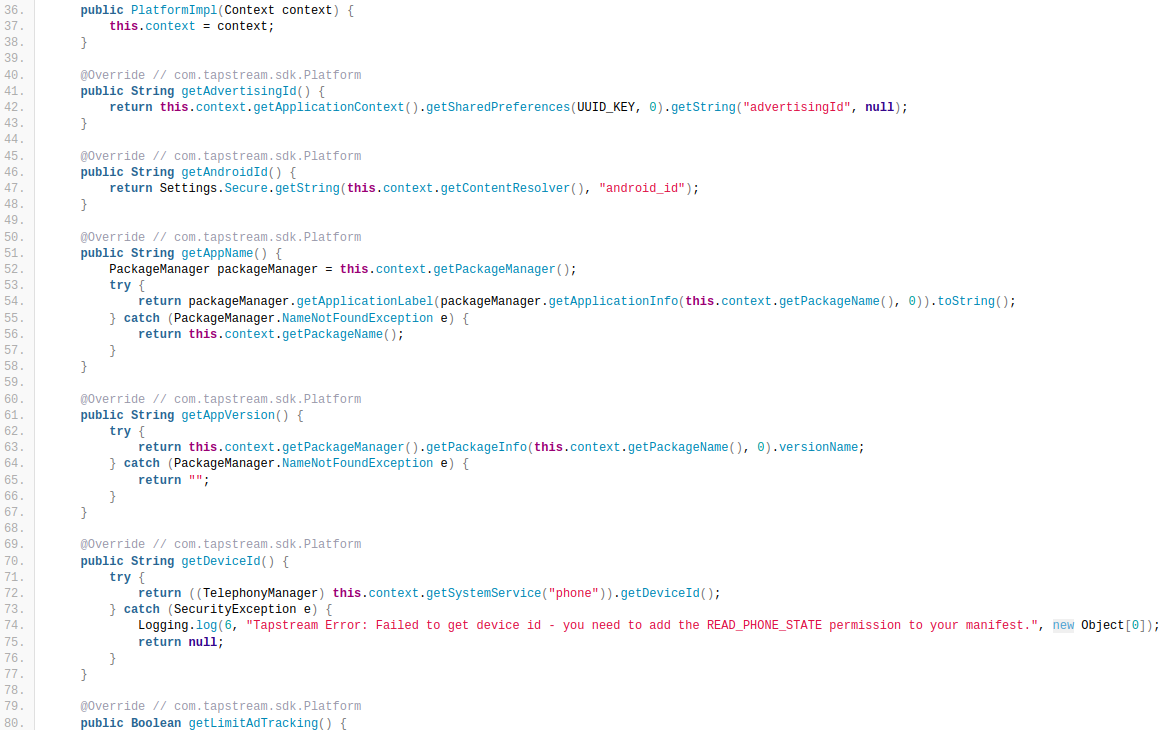 36. public PlatformImpl(Context context) {
37. this.context = context;
38. }
39.
40. @Override // com.tapstream.sdk.Platform
41. public String getAdvertisingId() {
42. return this.context.getApplicationContext().getSharedPreferences(UUID_KEY, 0).getString("advertisingId", null);
43. }
44.
45. @Override // com.tapstream.sdk.Platform
46. public String getAndroidId() {
47. return Settings.Secure.getString(this.context.getContentResolver(), "android_id");
48. }
49.
50. @Override // com.tapstream.sdk.Platform
51. public String getAppName() {
52. PackageManager packageManager = this.context.getPackageManager();
53. try {
54. return packageManager.getApplicationLabel(packageManager.getApplicationInfo(this.context.getPackageName(), 0)).toString();
55. } catch (PackageManager.NameNotFoundException e) {
56. return this.context.getPackageName();
57. }
58. }
59.
60. @Override // com.tapstream.sdk.Platform
61. public String getAppVersion() {
62. try {
63. return this.context.getPackageManager().getPackageInfo(this.context.getPackageName(), 0).versionName;
64. } catch (PackageManager.NameNotFoundException e) {
65. return "";
66. }
67. }
68.
69. @Override // com.tapstream.sdk.Platform
70. public String getDeviceId() {
71. try {
72. return ((TelephonyManager) this.context.getSystemService("phone")).getDeviceId();
73. } catch (SecurityException e) {
74. Logging.log(6, "Tapstream Error: Failed to get device id - you need to add the READ_PHONE_STATE permission to your manifest.", new Object[0]);
75. return null;
76. }
77. }
78.
79. @Override // com.tapstream.sdk.Platform
80. public Boolean getLimitAdTracking() {